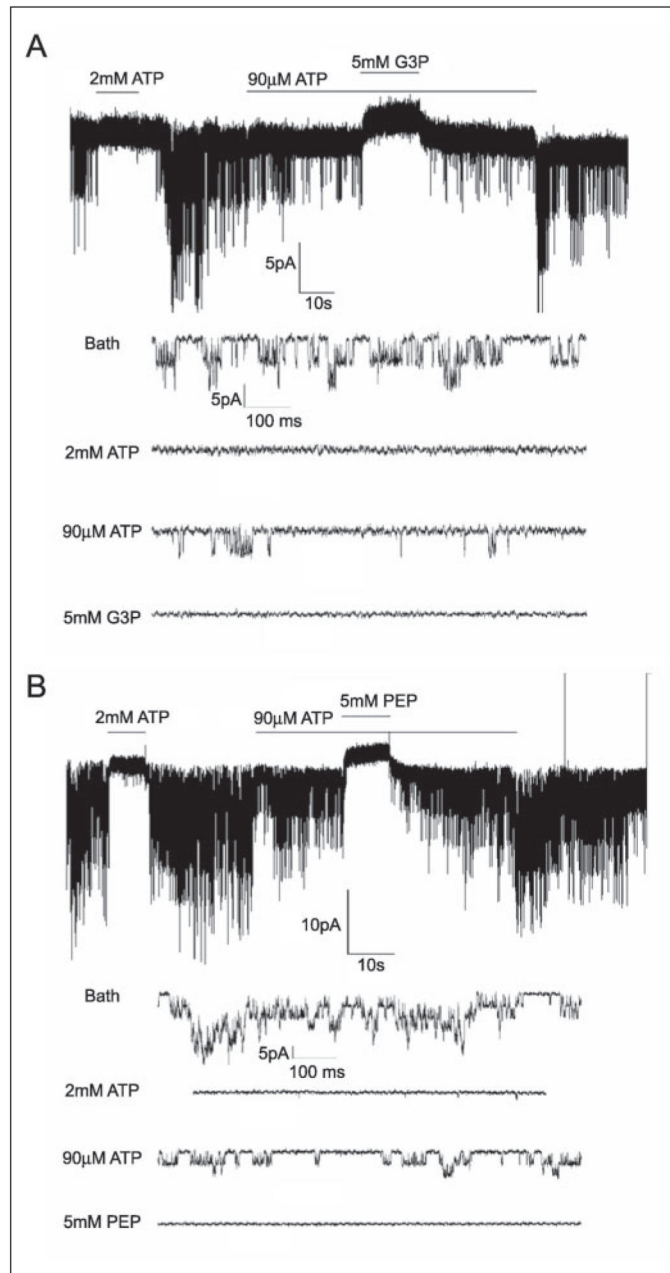 A
5mM G3P
2mM ATP
90μM ATP
5pA
10s
Bath
5pA
100 ms
2mM ATP
90μM ATP
5mM G3P
B
5mM PEP
2mM ATP
90μM ATP
10pA
10s
Bath
5pA
100 ms
2mM ATP
90μM ATP
5mM PEP